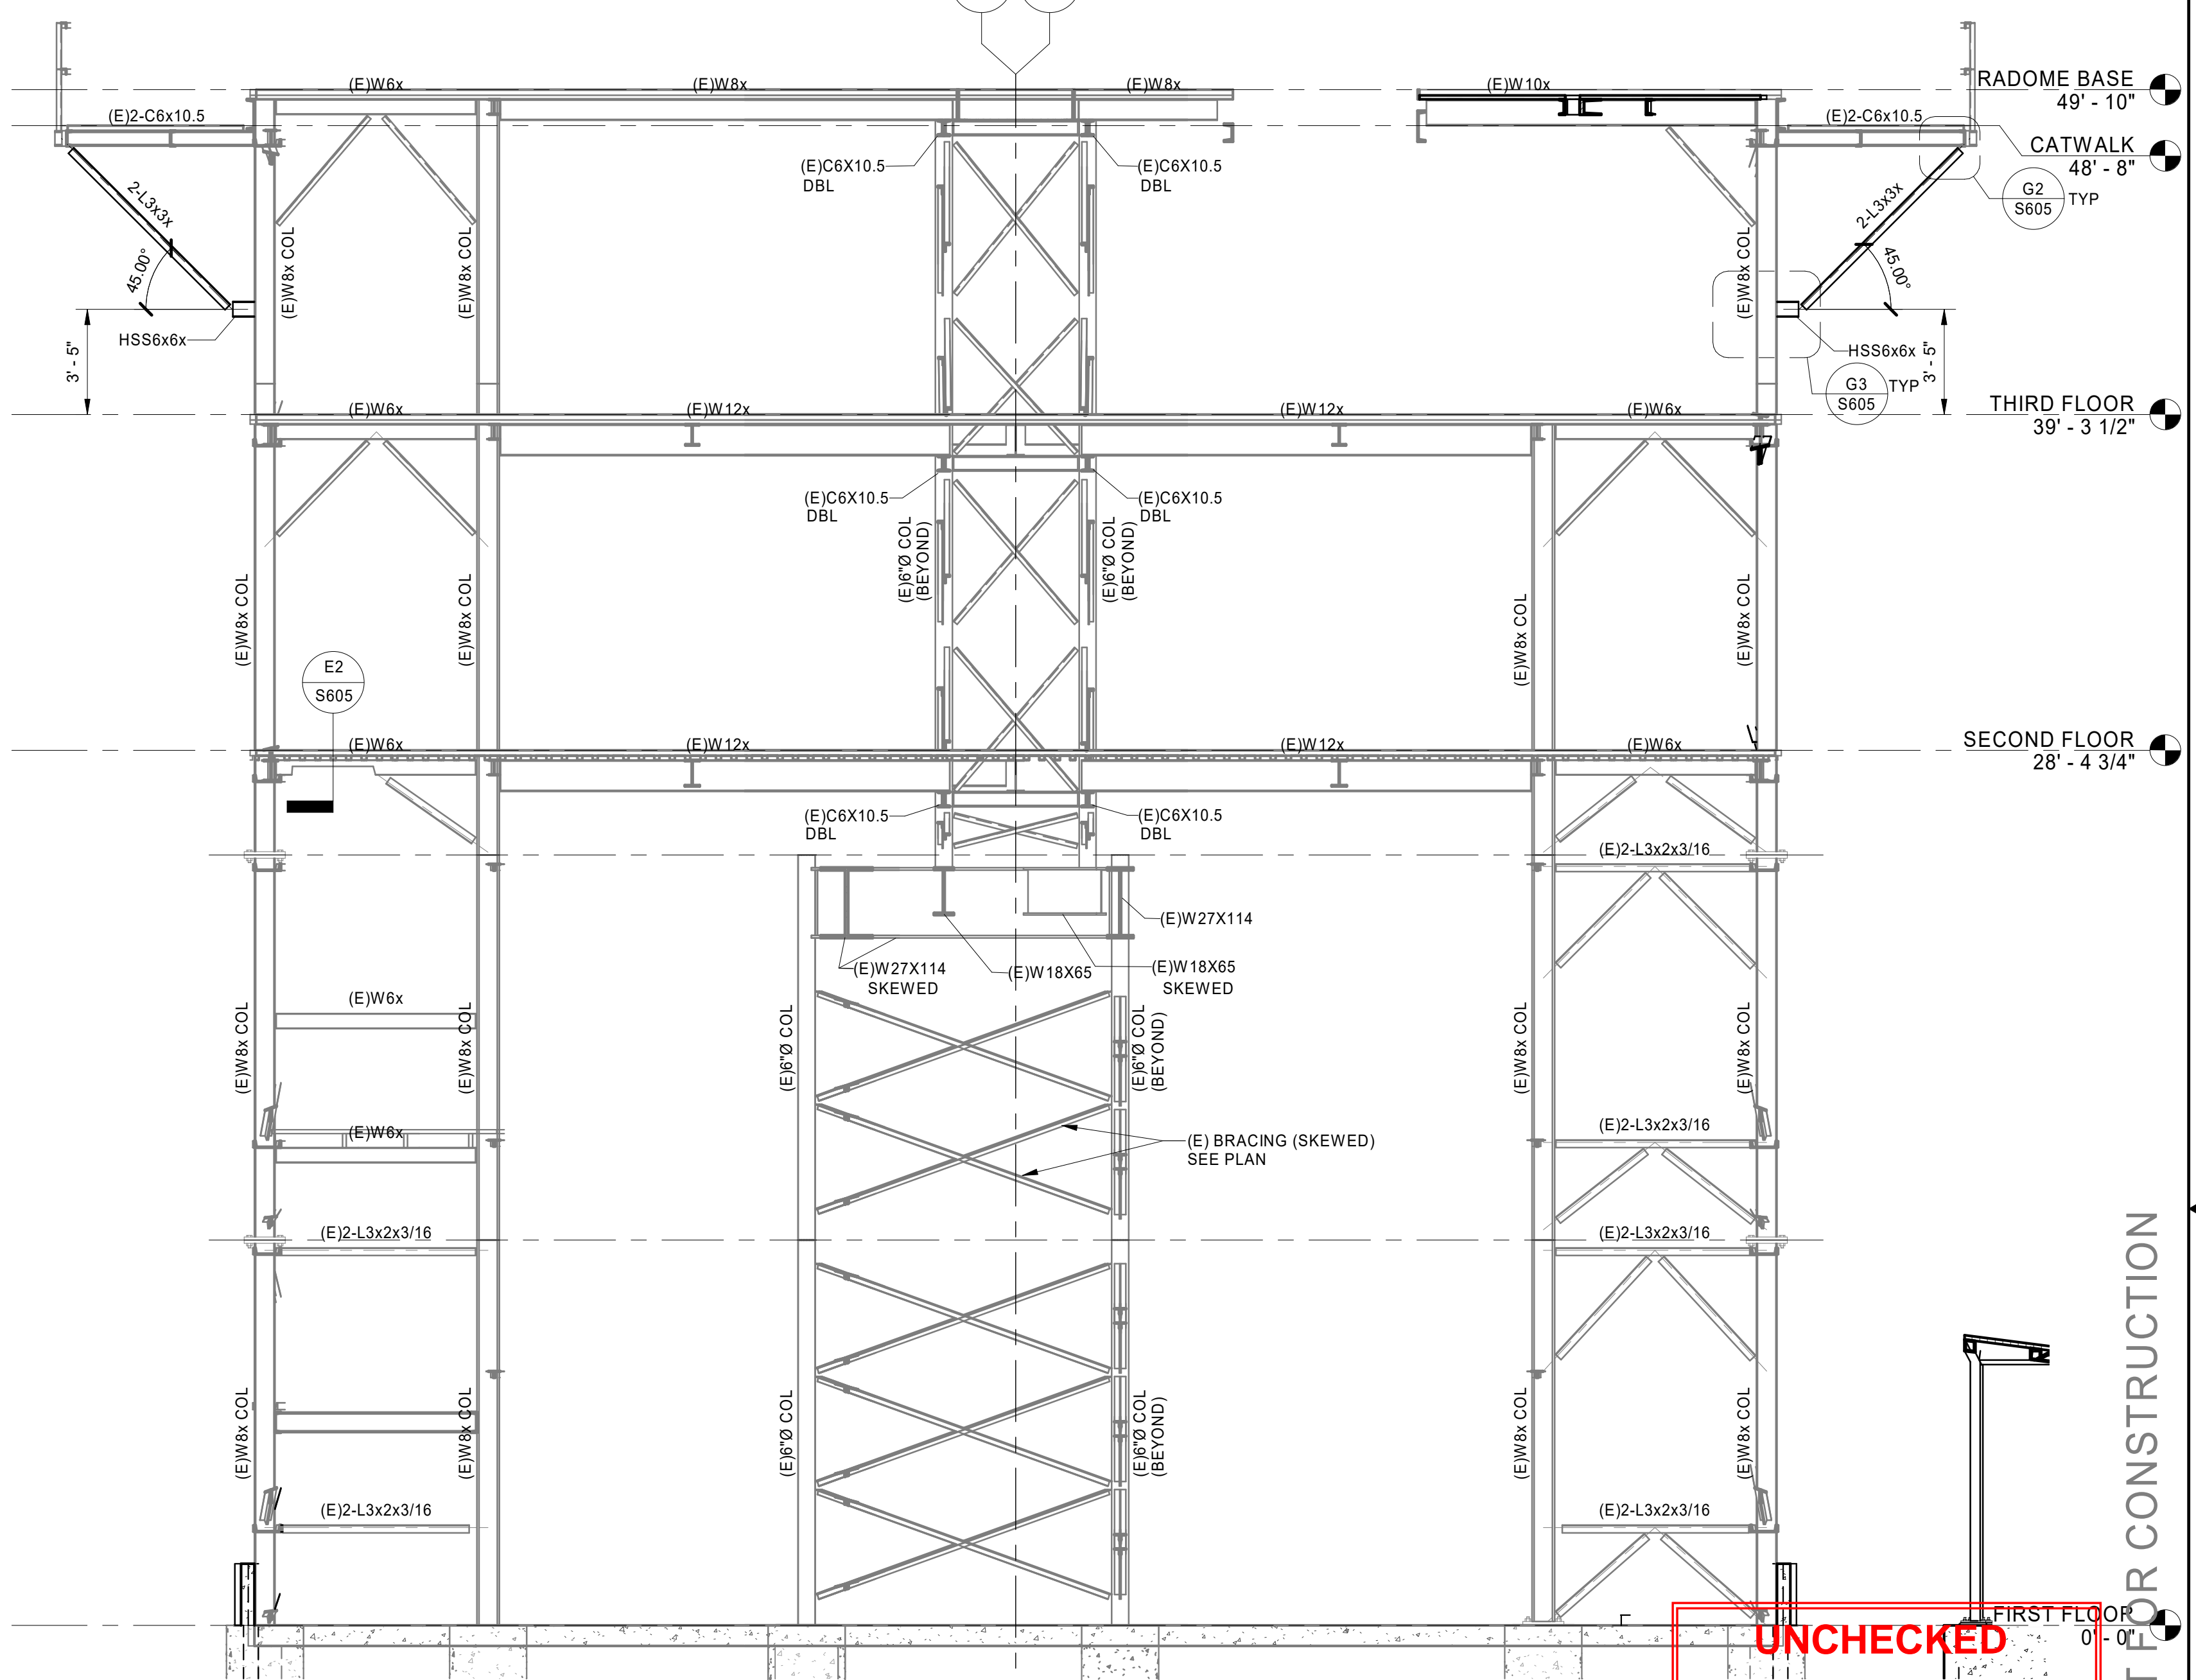 (E)W6x
(E)W8x
(E)W8x
(E)W10x
RADOME BASE
49' - 10"
(E)2-C6x10.5
(E)2-C6x10.5
CATWALK
48' - 8"
(E)C6X10.5
DBL
(E)C6X10.5
DBL
G2
S605
TYP
2-L3x3x
2-L3x3x
45.00°
45.00°
(E)W8x COL
(E)W8x COL
(E)W8x COL
HSS6x6x
HSS6x6x
3' - 5"
3' - 5"
G3
S605
TYP
(E)W6x
(E)W12x
(E)W12x
(E)W6x
THIRD FLOOR
39' - 3 1/2"
(E)C6X10.5
DBL
(E)C6X10.5
DBL
(E)6"Ø COL
(BEYOND)
(E)6"Ø COL
(BEYOND)
(E)W8x COL
(E)W8x COL
(E)W8x COL
(E)W8x COL
E2
S605
(E)W6x
(E)W12x
(E)W12x
(E)W6x
SECOND FLOOR
28' - 4 3/4"
(E)C6X10.5
DBL
(E)C6X10.5
DBL
(E)2-L3x2x3/16
(E)W27X114
(E)W27X114
SKEWED
(E)W18X65
(E)W18X65
SKEWED
(E)W6x
(E)W8x COL
(E)W8x COL
(E)6"Ø COL
(E)6"Ø COL
(BEYOND)
(E)W8x COL
(E)W8x COL
(E)W6x
(E) BRACING (SKEWED)
SEE PLAN
(E)2-L3x2x3/16
(E)2-L3x2x3/16
(E)2-L3x2x3/16
(E)W8x COL
(E)W8x COL
(E)6"Ø COL
(E)6"Ø COL
(BEYOND)
(E)W8x COL
(E)W8x COL
(E)2-L3x2x3/16
(E)2-L3x2x3/16
FIRST FLOOR
0' - 0"
UNCHECKED
T FOR CONSTRUCTION